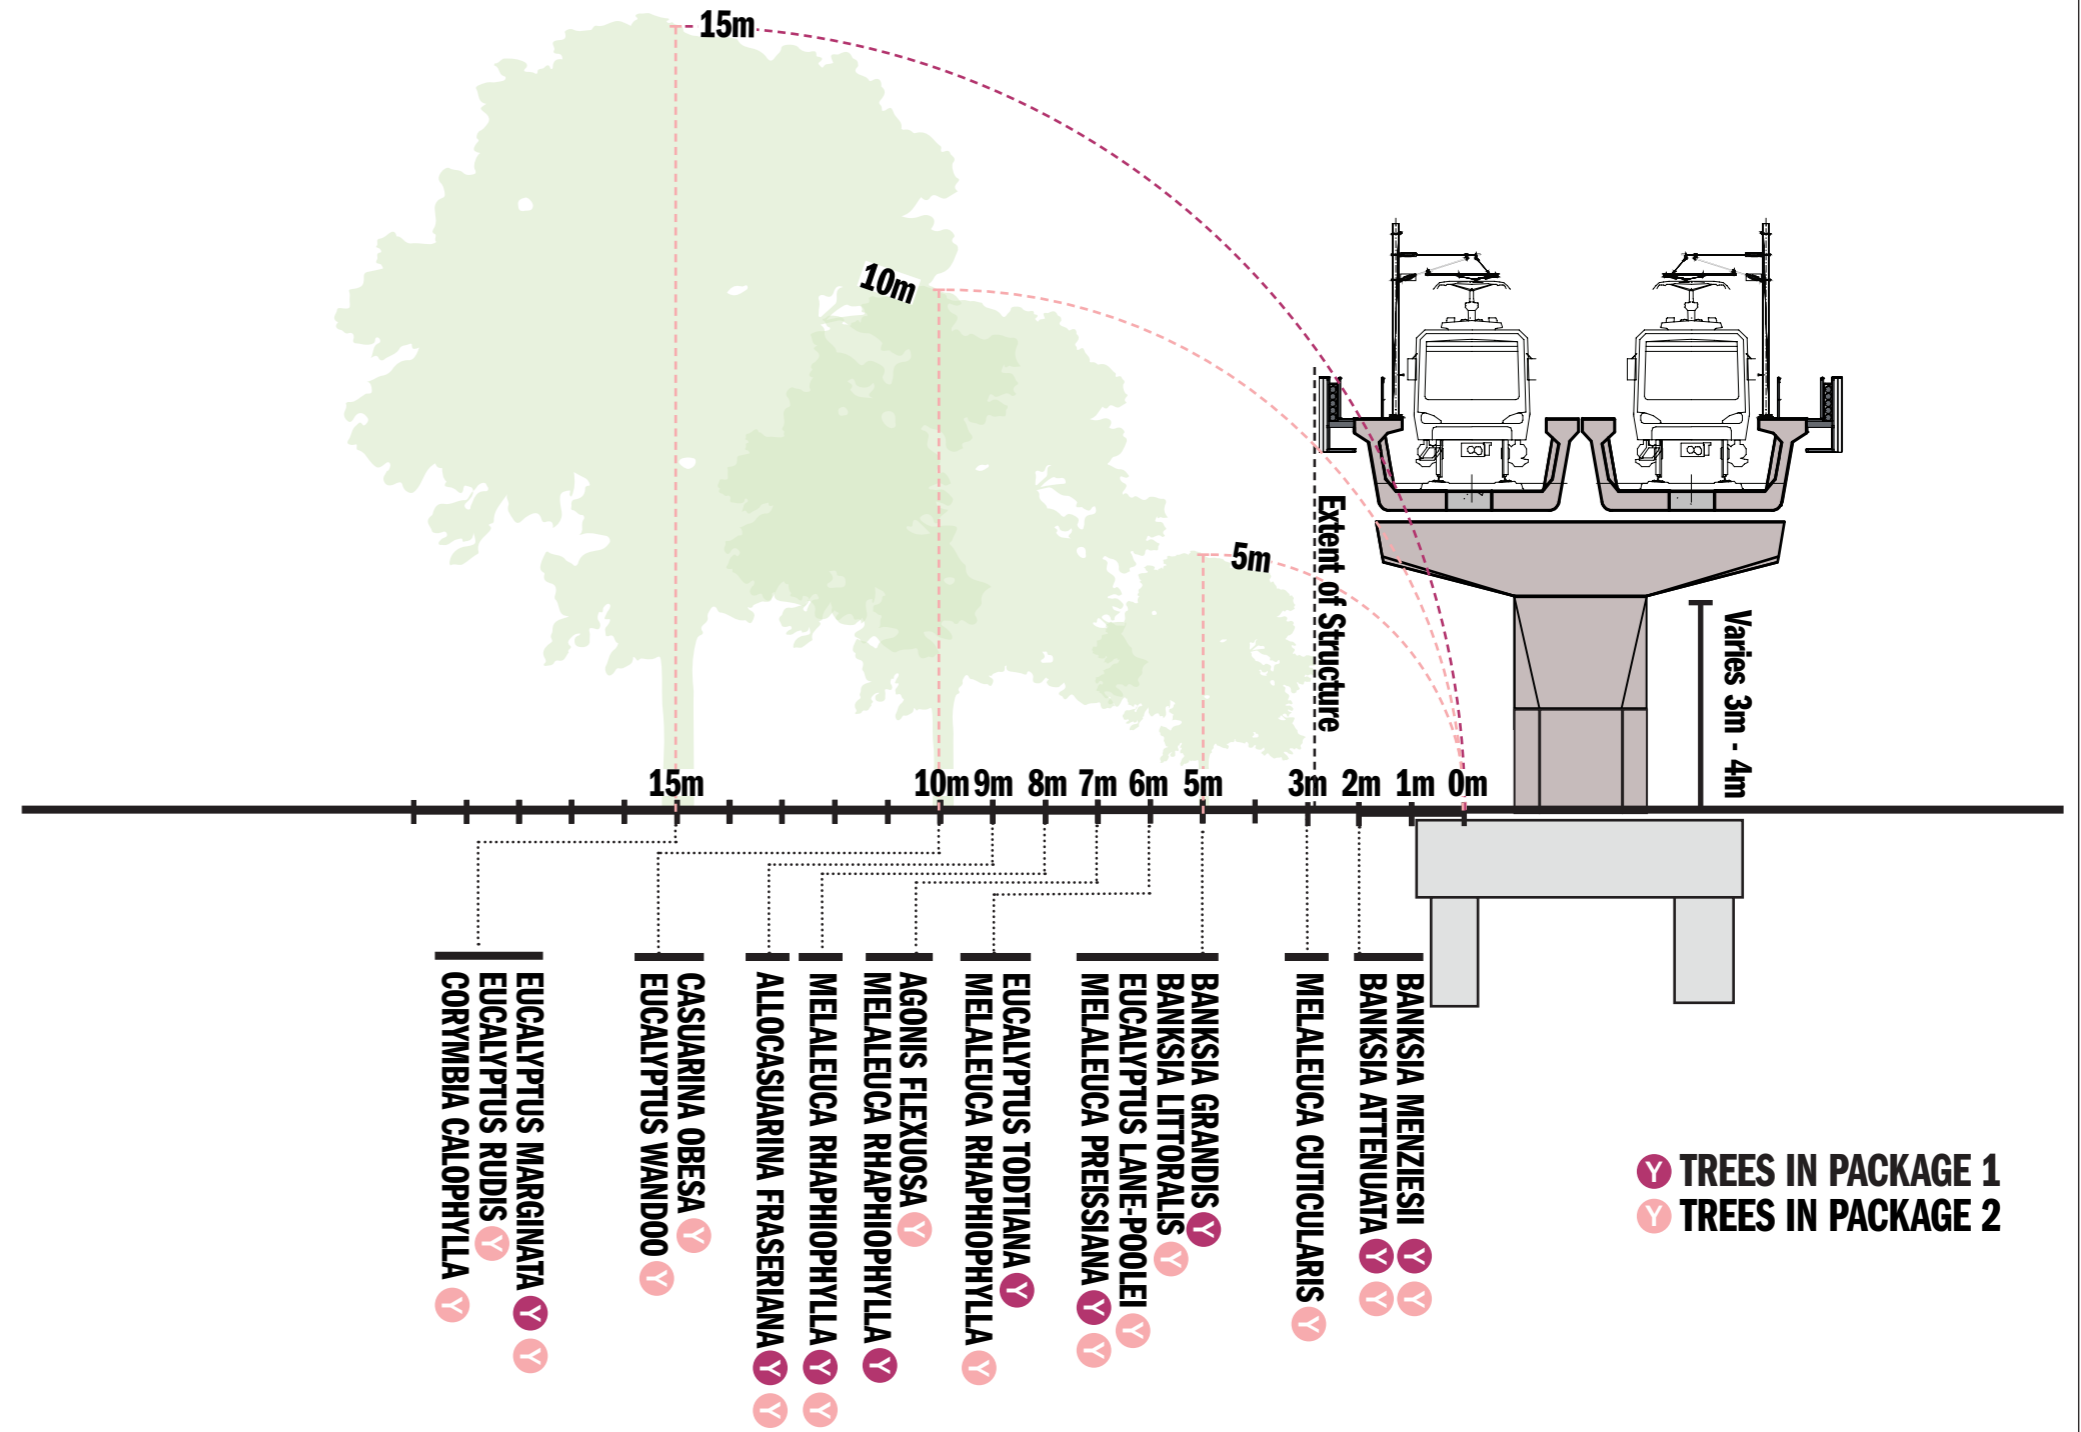 15m
10m
5m
Extent of Structure
Varies 3m - 4m
15m
10m
9m
8m
7m
6m
5m
3m
2m
1m
0m
EUCALYPTUS MARGINATA Y Y
EUCALYPTUS RUDIS Y
CORYMBIA CALOPHYLLA Y
CASUARINA OBESA Y
EUCALYPTUS WANDOO Y
ALLOCASUARINA FRASERIANA Y Y
MELALEUCA RHAPHIOPHYLLA Y Y
AGONIS FLEXUOSA Y
MELALEUCA RHAPHIOPHYLLA Y
EUCALYPTUS TODTIANA Y
MELALEUCA RHAPHIOPHYLLA Y
BANKSIA GRANDIS Y
BANKSIA LITTORALIS Y
EUCALYPTUS LANE-POOLEI Y
MELALEUCA PREISSIANA Y Y
MELALEUCA CUTICULARIS Y
BANKSIA MENZIESII Y Y
BANKSIA ATTENUATA Y Y
Y TREES IN PACKAGE 1
Y TREES IN PACKAGE 2